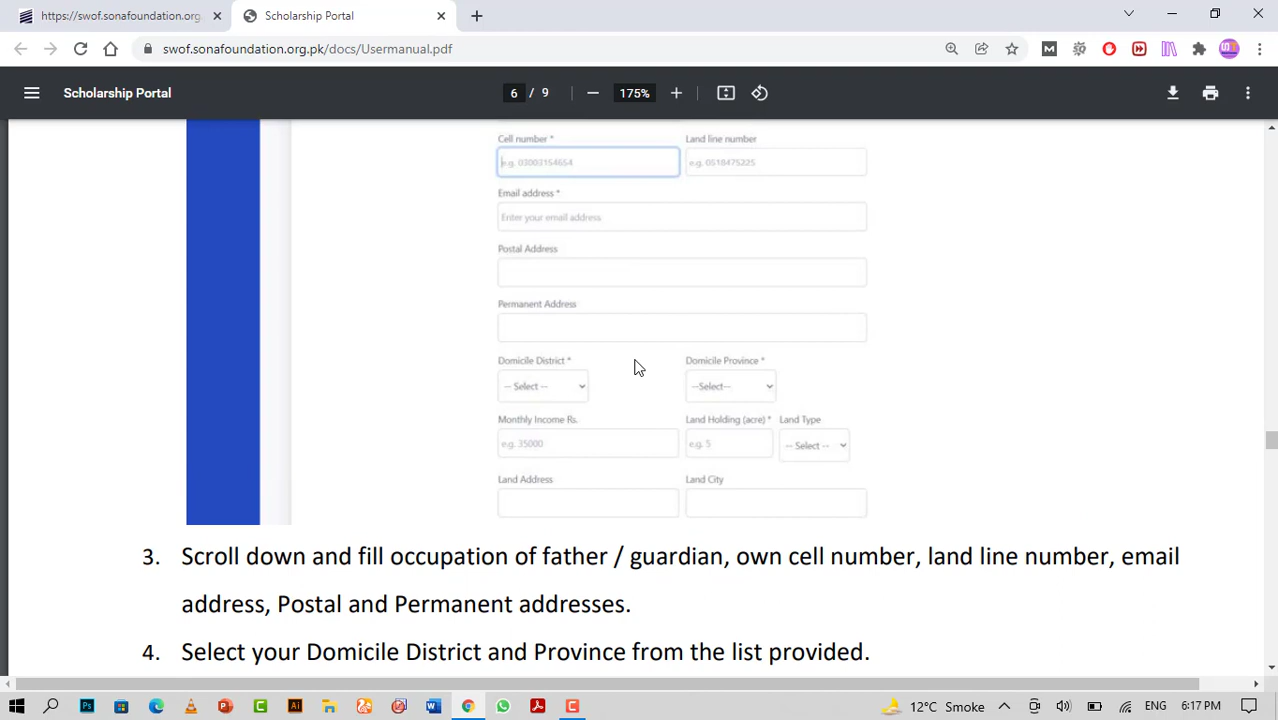 https://swof.sonafoundation.org.
Scholarship Portal
swof.sonafoundation.org.pk/docs/Usermanual.pdf
Scholarship Portal
6 / 9
175%
Cell number *
Land line number
e.g. 03003154654
e.g. 0518475225
Email address *
Enter your email address
Postal Address
Permanent Address
Domicile District *
Domicile Province *
-- Select --
--Select--
Monthly Income Rs.
Land Holding (acre) *
Land Type
e.g. 35000
e.g. 5
-- Select --
Land Address
Land City
3. Scroll down and fill occupation of father / guardian, own cell number, land line number, email
address, Postal and Permanent addresses.
4. Select your Domicile District and Province from the list provided.
12°C Smoke
ENG
6:17 PM